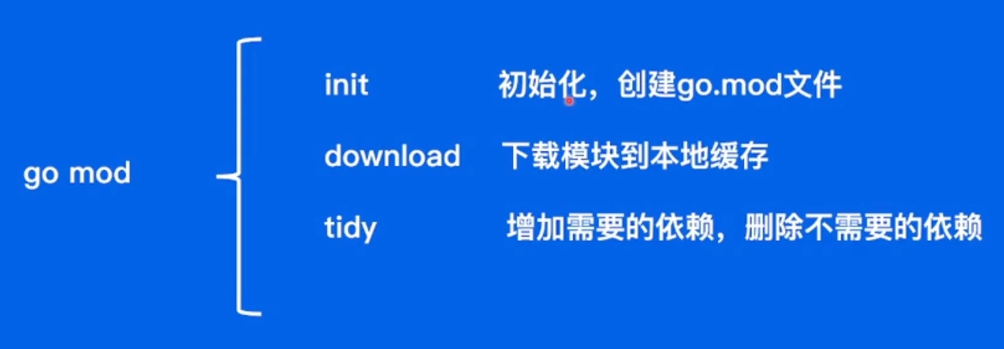 go mod
init 初始化，创建go.mod文件
download 下载模块到本地缓存
tidy 增加需要的依赖，删除不需要的依赖